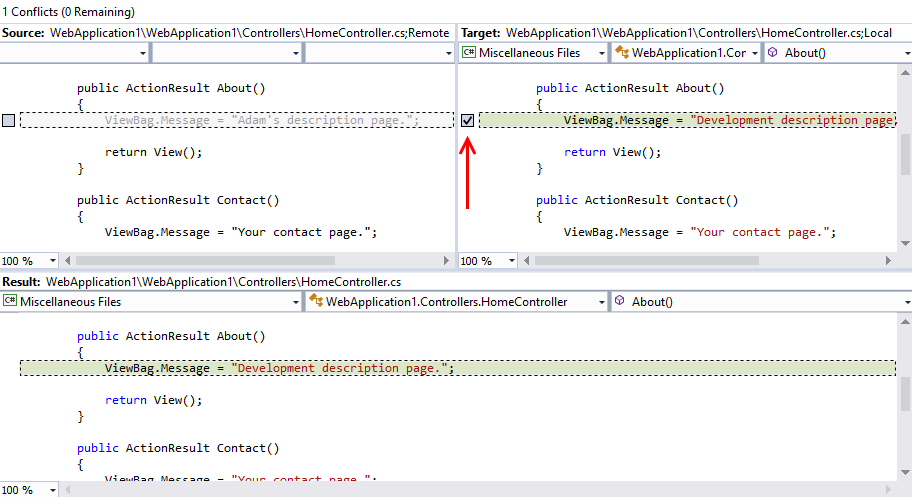 1 Conflicts (0 Remaining)
Source: WebApplication1\WebApplication1\Controllers\HomeController.cs;Remote
public ActionResult About()
{
ViewBag.Message = "Adam's description page.";
return View();
}
public ActionResult Contact()
{
ViewBag.Message = "Your contact page.";
100 %
Target: WebApplication1\WebApplication1\Controllers\HomeController.cs;Local
C# Miscellaneous Files
WebApplication1.Cor
About()
public ActionResult About()
{
ViewBag.Message = "Development description page.
return View();
}
public ActionResult Contact()
{
ViewBag.Message = "Your contact page.";
100 %
Result: WebApplication1\WebApplication1\Controllers\HomeController.cs
C# Miscellaneous Files
WebApplication1.Controllers.HomeController
About()
public ActionResult About()
{
ViewBag.Message = "Development description page.";
return View();
}
public ActionResult Contact()
{
ViewBag.Message = "Your contact page.";
100 %